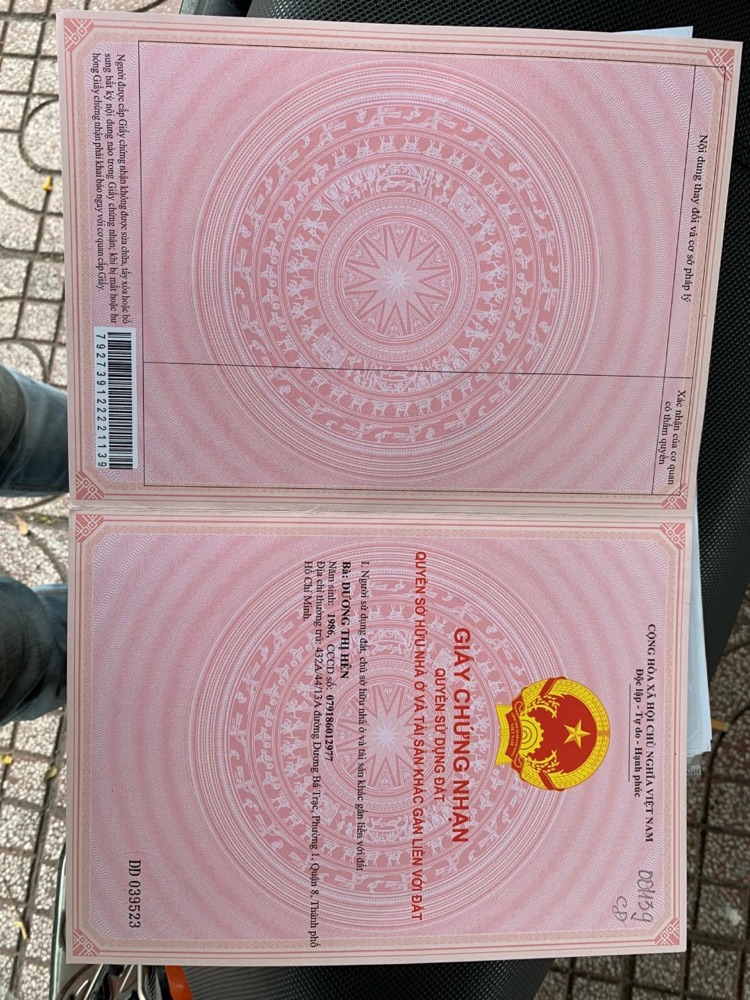 CỘNG HÒA XÃ HỘI CHỦ NGHĨA VIỆT NAM
Độc lập - Tự do - Hạnh phúc
GIẤY CHỨNG NHẬN
QUYỀN SỬ DỤNG ĐẤT
QUYỀN SỞ HỮU NHÀ Ở VÀ TÀI SẢN KHÁC GẮN LIỀN VỚI ĐẤT
I. Người sử dụng đất, chủ sở hữu nhà ở và tài sản khác gắn liền với đất
Bà: DƯƠNG THỊ HÊN
Năm sinh: 1986, CCCD số: 079186012977
Địa chỉ thường trú: 432A/44/13A đường Dương Bá Trạc, Phường 1, Quận 8, Thành phố
Hồ Chí Minh.
DD 039523
Nội dung thay đổi và cơ sở pháp lý
Xác nhận của cơ quan
có thẩm quyền
Người được cấp Giấy chứng nhận không được sửa chữa, tẩy xóa hoặc bổ
sung bất kỳ nội dung nào trong Giấy chứng nhận; khi bị mất hoặc hư
hỏng Giấy chứng nhận phải khai báo ngay với cơ quan cấp Giấy.
792739122221139